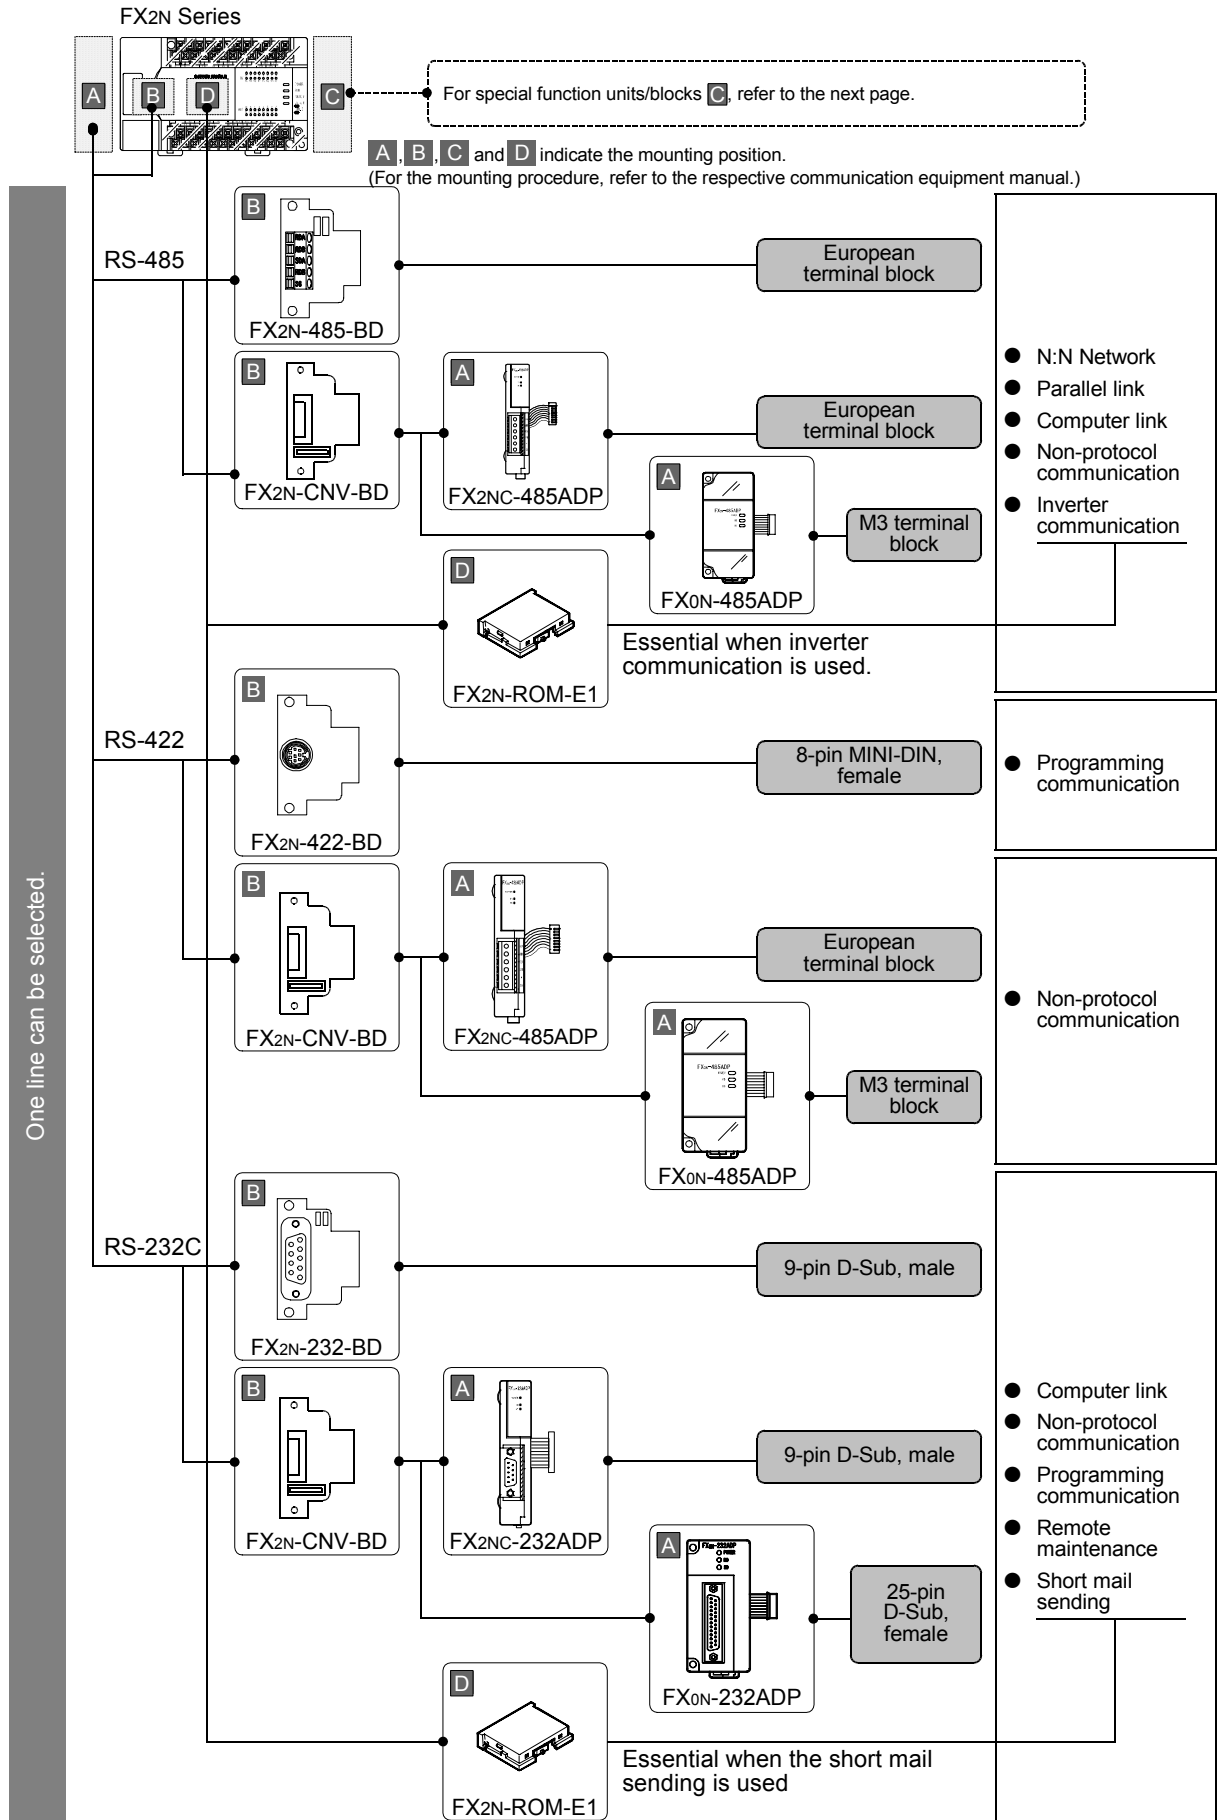 FX2N Series
A
B
D
C
For special function units/blocks C, refer to the next page.
A, B, C and D indicate the mounting position.
(For the mounting procedure, refer to the respective communication equipment manual.)
One line can be selected.
RS-485
B
FX2N-485-BD
European
terminal block
B
FX2N-CNV-BD
A
FX2NC-485ADP
European
terminal block
A
FX0N-485ADP
M3 terminal
block
D
FX2N-ROM-E1
Essential when inverter
communication is used.
● N:N Network
● Parallel link
● Computer link
● Non-protocol
communication
● Inverter
communication
RS-422
B
FX2N-422-BD
8-pin MINI-DIN,
female
● Programming
communication
B
FX2N-CNV-BD
A
FX2NC-485ADP
European
terminal block
A
FX0N-485ADP
FX0N-485ADP
M3 terminal
block
● Non-protocol
communication
RS-232C
B
FX2N-232-BD
9-pin D-Sub, male
B
FX2N-CNV-BD
A
FX2NC-232ADP
9-pin D-Sub, male
A
FX0N-232ADP
POWER
FX0N-232ADP
25-pin
D-Sub,
female
D
FX2N-ROM-E1
Essential when the short mail
sending is used
● Computer link
● Non-protocol
communication
● Programming
communication
● Remote
maintenance
● Short mail
sending